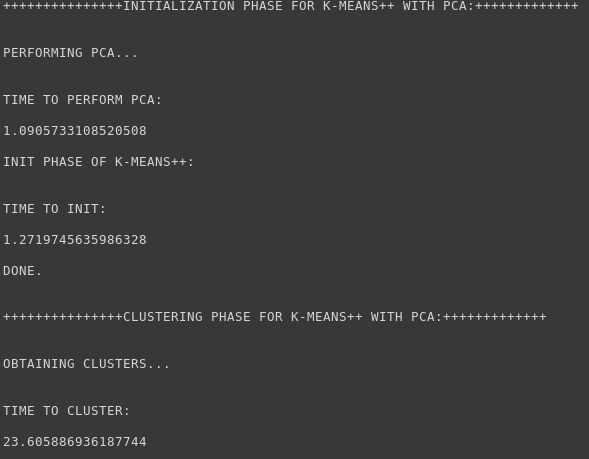 +++++++++++++++INITIALIZATION PHASE FOR K-MEANS++ WITH PCA:+++++++++++++
PERFORMING PCA...
TIME TO PERFORM PCA:
1.0905733108520508
INIT PHASE OF K-MEANS++:
TIME TO INIT:
1.2719745635986328
DONE.
+++++++++++++++CLUSTERING PHASE FOR K-MEANS++ WITH PCA:+++++++++++++
OBTAINING CLUSTERS...
TIME TO CLUSTER:
23.605886936187744